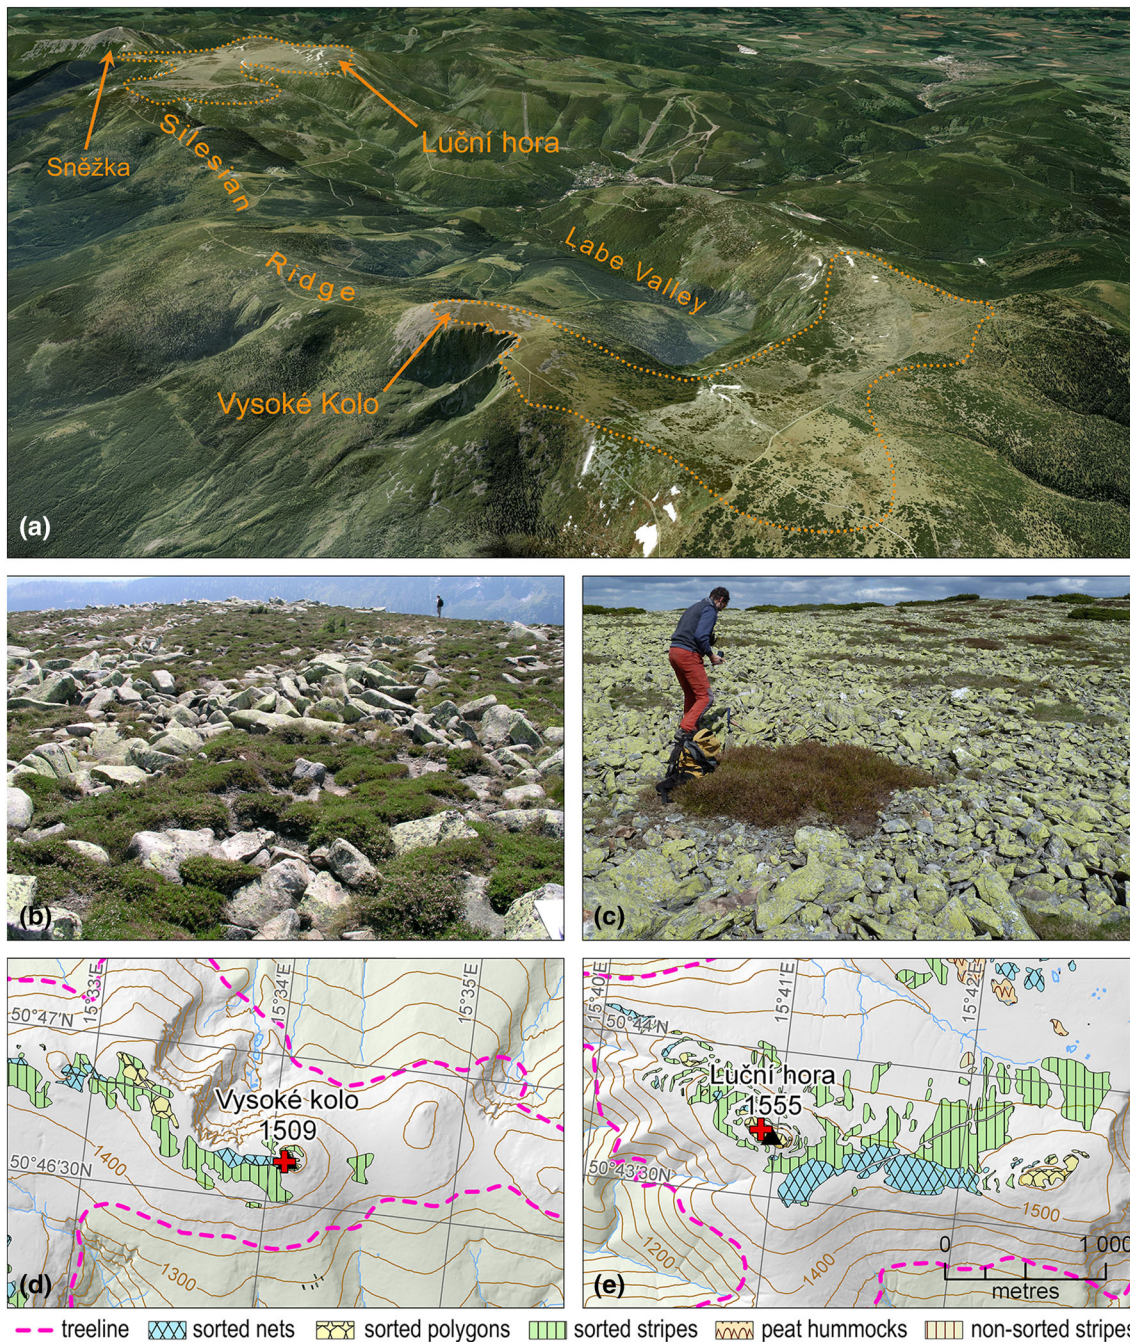 Sněžka
Luční hora
Silesian
Ridge
Labe Valley
Vysoké Kolo
(a)
(b)
(c)
15°33'E
15°34'E
15°35'E
50°47'N
Vysoké kolo
1509
50°46'30N
1400
1300
(d)
15°40'E
15°41'E
15°42'E
50°44'N
Luční hora
1555
50°43'30N
1500
1200
1400
0 1 000
metres
(e)
treeline sorted nets sorted polygons sorted stripes peat hummocks non-sorted stripes